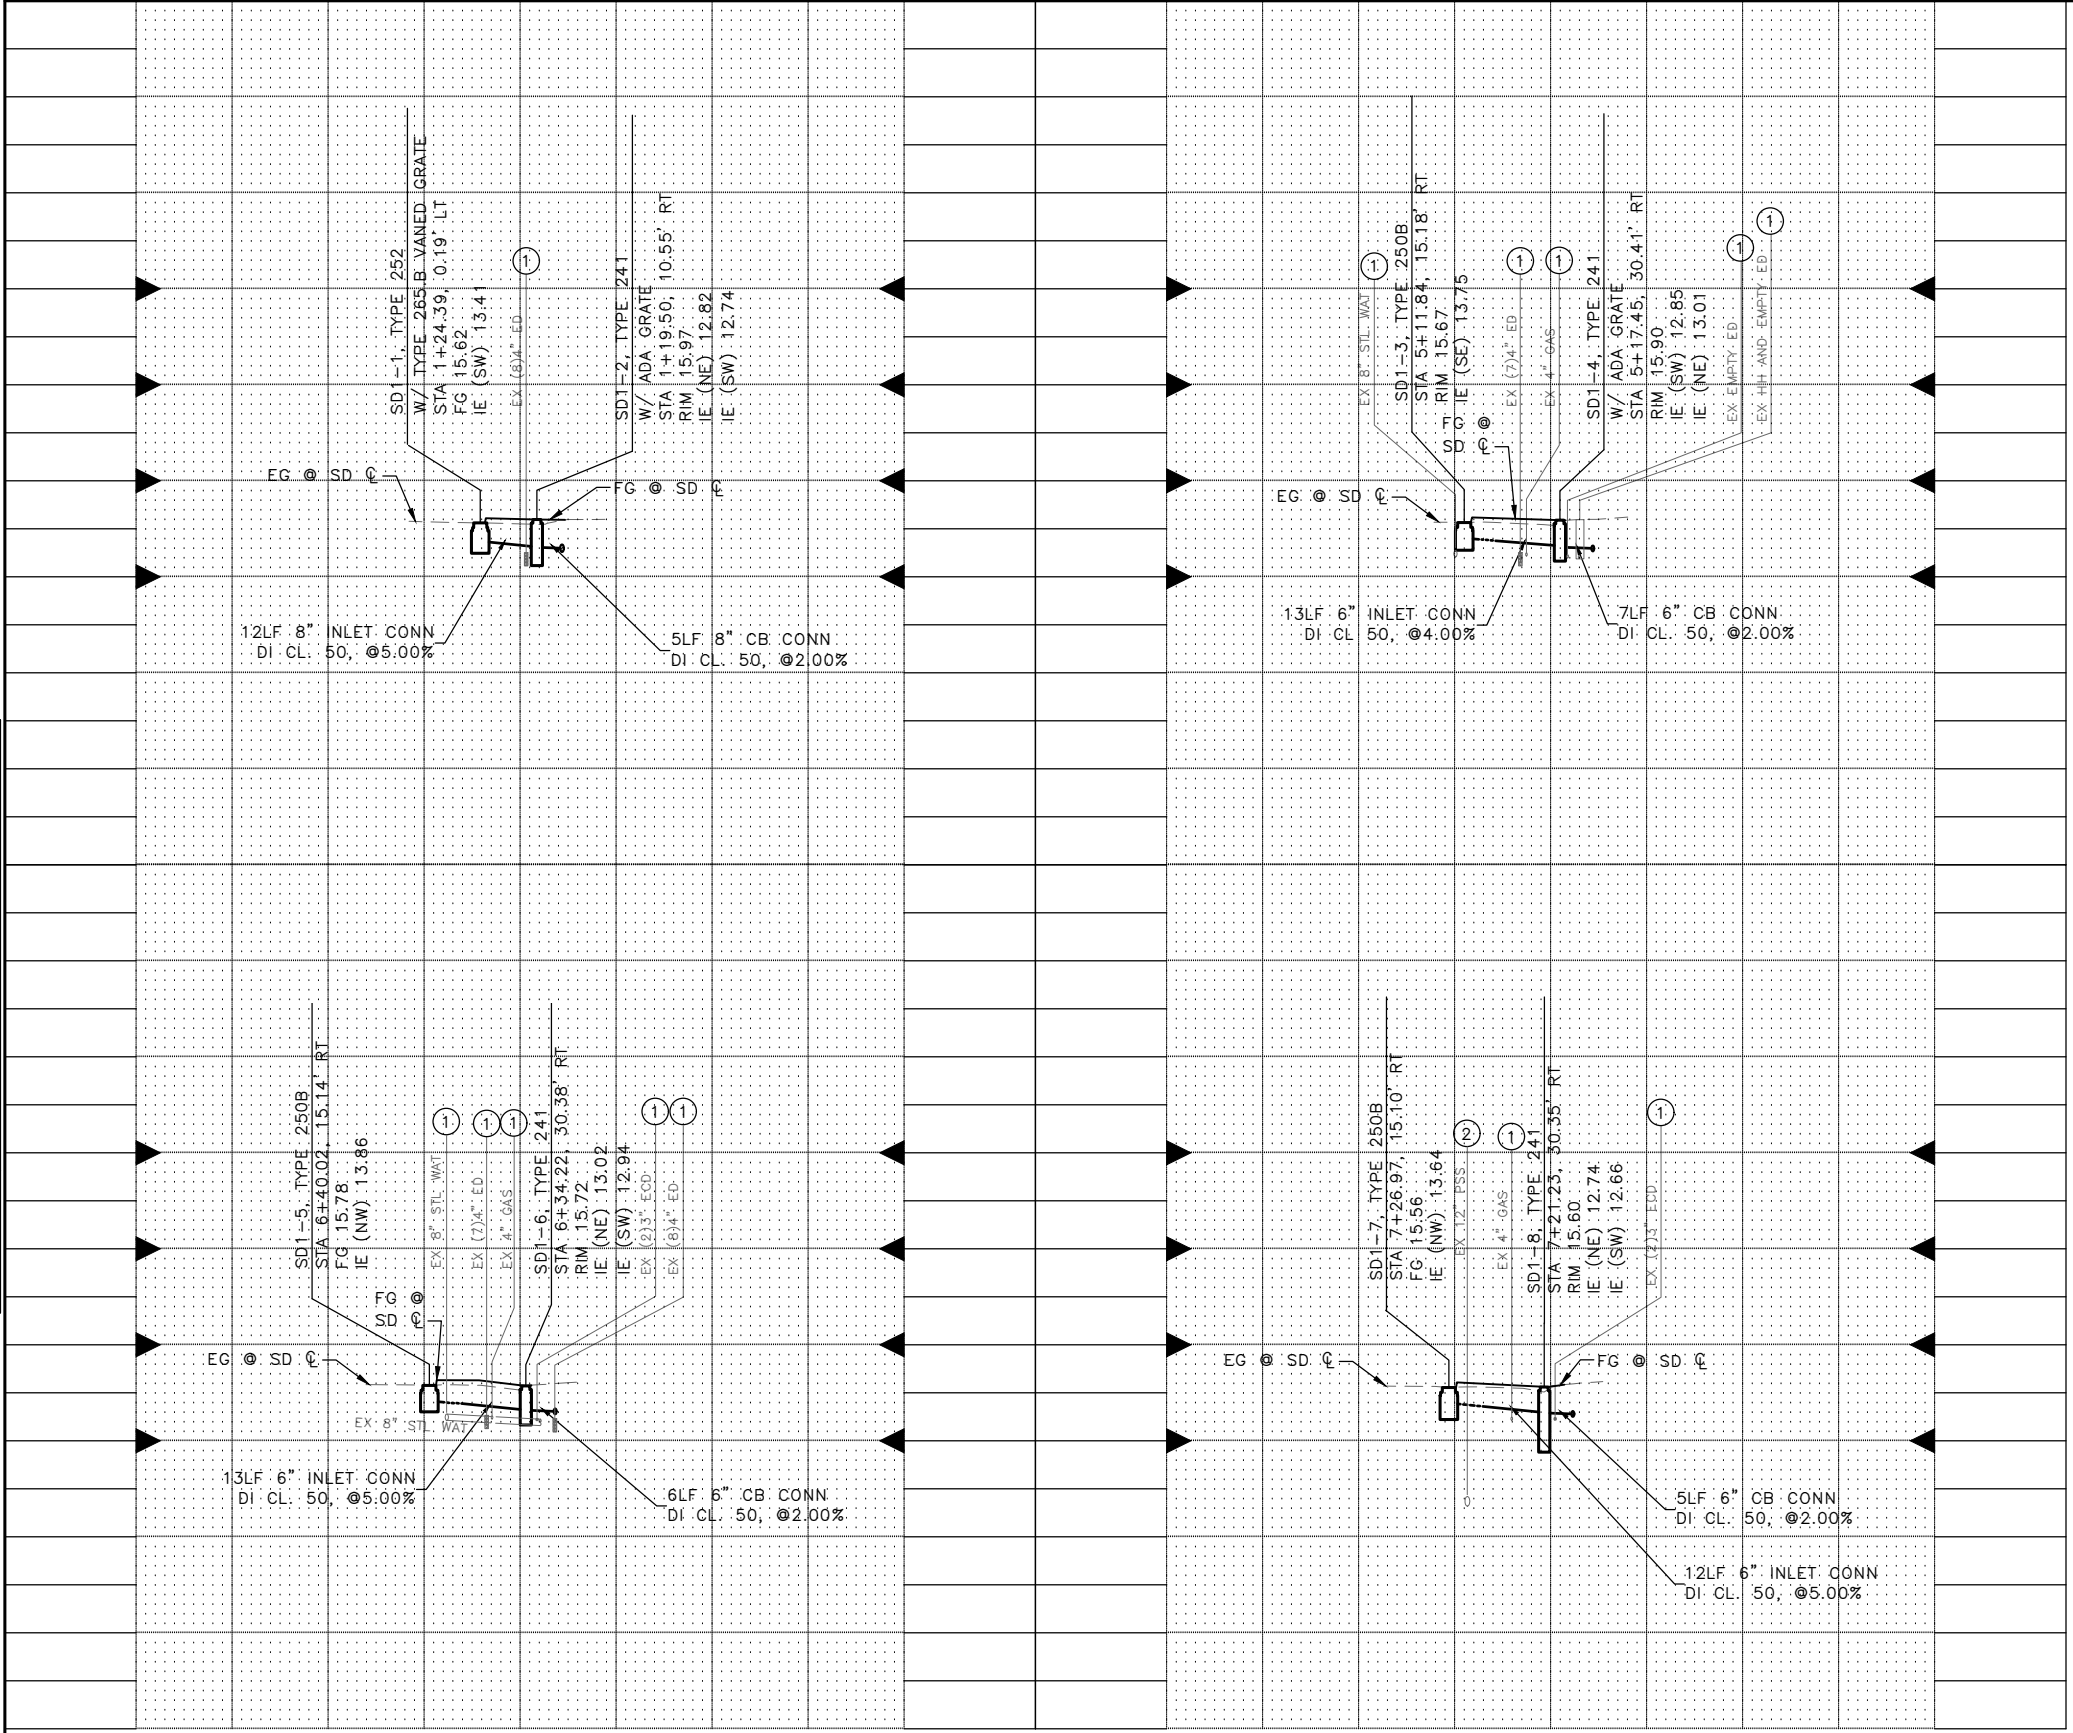 SD1-1, TYPE 252
W/ TYPE 265.B VANED GRATE
STA 1+24.39, 0.19' LT
FG 15.62
IE (SW) 13.41
1
EX (8)4" ED
SD1-2, TYPE 241
W/ ADA GRATE
STA 1+19.50, 10.55' RT
RIM 15.97
IE (NE) 12.82
IE (SW) 12.74
EG @ SD ℄
FG @ SD ℄
12LF 8" INLET CONN
DI CL. 50, @5.00%
5LF 8" CB CONN
DI CL. 50, @2.00%
1
EX 8" STL WAT
SD1-3, TYPE 250B
STA 5+11.84, 15.18' RT
RIM 15.67
IE (SE) 13.75
FG @
SD ℄
1
EX (7)4" ED
1
EX 4" GAS
SD1-4, TYPE 241
W/ ADA GRATE
STA 5+17.45, 30.41' RT
RIM 15.90
IE (SW) 12.85
IE (NE) 13.01
1
EX EMPTY ED
1
EX HH AND EMPTY ED
EG @ SD ℄
13LF 6" INLET CONN
DI CL 50, @4.00%
7LF 6" CB CONN
DI CL. 50, @2.00%
SD1-5, TYPE 250B
STA 6+40.02, 15.14' RT
FG 15.78
IE (NW) 13.86
FG @
SD ℄
1
EX 8" STL WAT
1
EX (7)4" ED
1
EX 4" GAS
SD1-6, TYPE 241
STA 6+34.22, 30.38' RT
RIM 15.72
IE (NE) 13.02
IE (SW) 12.94
1
EX (2)3" ECD
1
EX (8)4" ED
EG @ SD ℄
EX 8" STL WAT
13LF 6" INLET CONN
DI CL. 50, @5.00%
6LF 6" CB CONN
DI CL. 50, @2.00%
SD1-7, TYPE 250B
STA 7+26.97, 15.10' RT
FG 15.56
IE (NW) 13.64
2
EX 12" PSS
1
EX 4" GAS
SD1-8, TYPE 241
STA 7+21.23, 30.35' RT
RIM 15.60
IE (NE) 12.74
IE (SW) 12.66
1
EX (2)3" ECD
EG @ SD ℄
FG @ SD ℄
5LF 6" CB CONN
DI CL. 50, @2.00%
12LF 6" INLET CONN
DI CL. 50, @5.00%